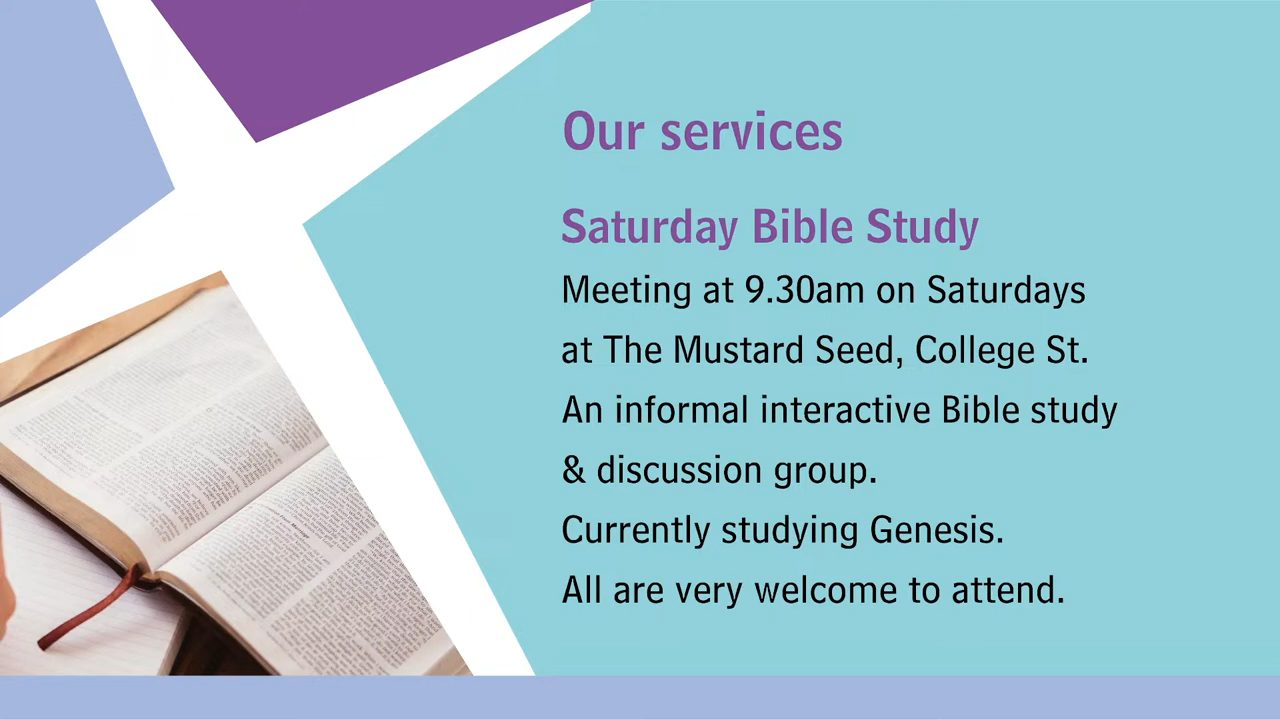 Our services
Saturday Bible Study
Meeting at 9.30am on Saturdays
at The Mustard Seed, College St.
An informal interactive Bible study
& discussion group.
Currently studying Genesis.
All are very welcome to attend.